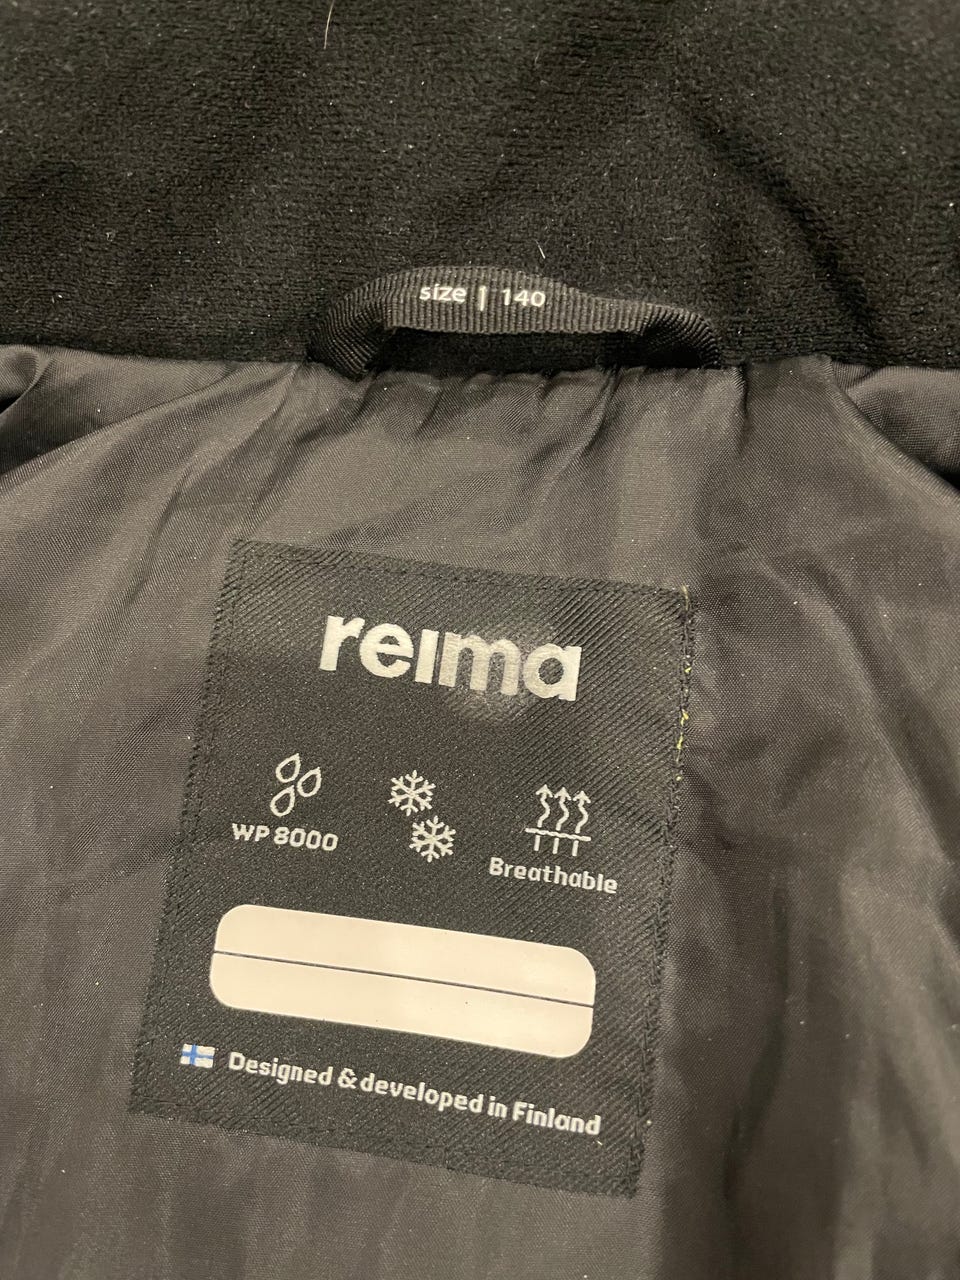 size | 140
reima
WP 8000
Breathable
Designed & developed in Finland